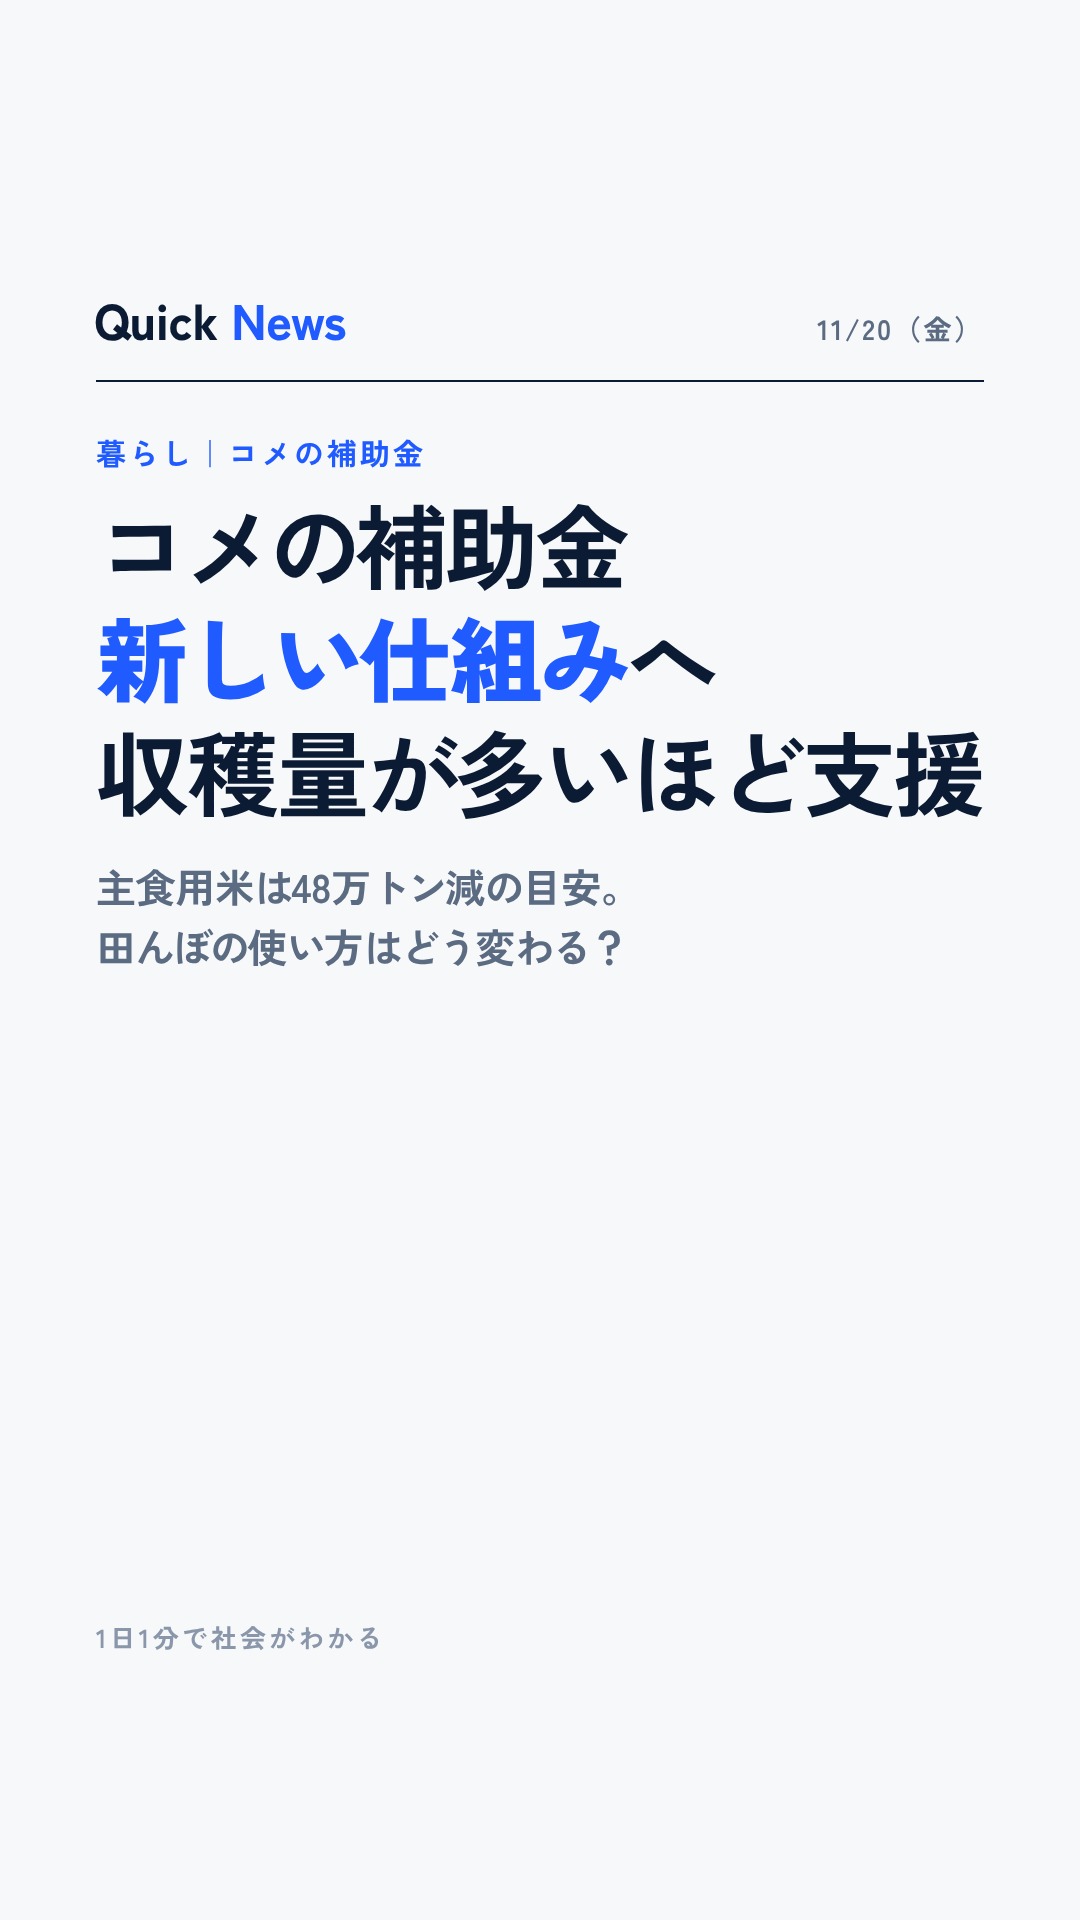 Quick News
11/20（金）
暮らし｜コメの補助金
コメの補助金
新しい仕組みへ
収穫量が多いほど支援
主食用米は48万トン減の目安。
田んぼの使い方はどう変わる？
1日1分で社会がわかる